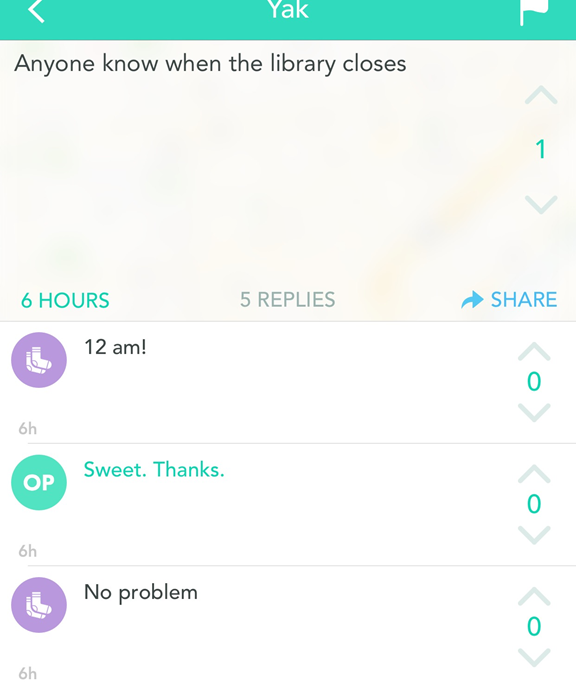 Yak
Anyone know when the library closes
1
6 HOURS
5 REPLIES
SHARE
12 am!
0
6h
OP
Sweet. Thanks.
0
6h
No problem
0
6h